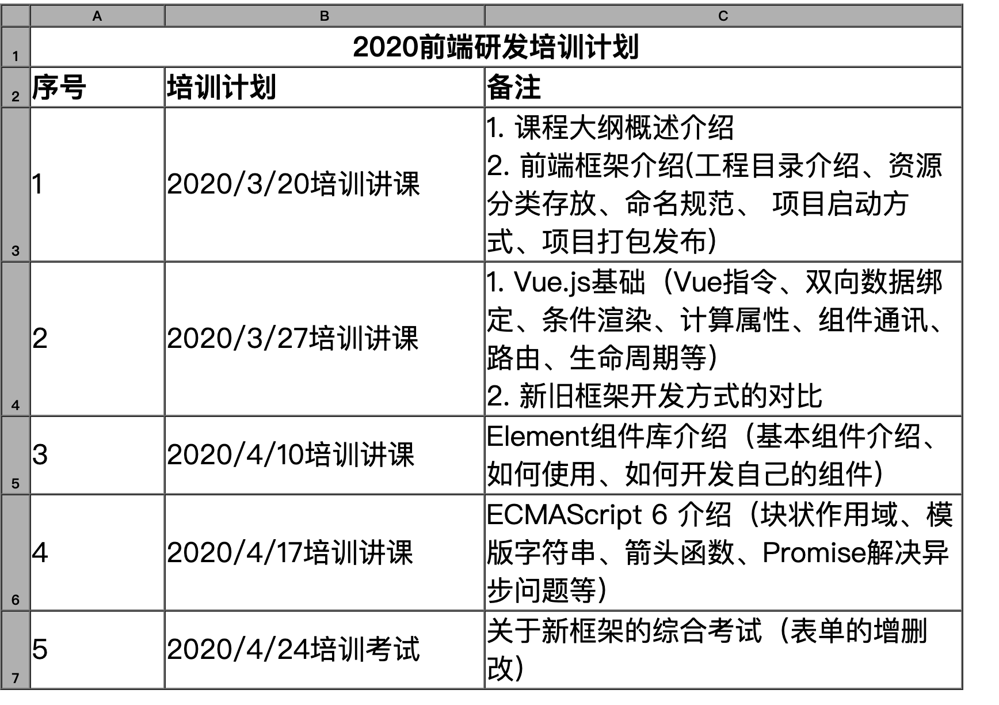 A B C
1 2020前端研发培训计划
2 序号 培训计划 备注
3 1 2020/3/20培训讲课 1. 课程大纲概述介绍
2. 前端框架介绍(工程目录介绍、资源
分类存放、命名规范、 项目启动方
式、项目打包发布）
4 2 2020/3/27培训讲课 1. Vue.js基础（Vue指令、双向数据绑
定、条件渲染、计算属性、组件通讯、
路由、生命周期等）
2. 新旧框架开发方式的对比
5 3 2020/4/10培训讲课 Element组件库介绍（基本组件介绍、
如何使用、如何开发自己的组件）
6 4 2020/4/17培训讲课 ECMAScript 6 介绍（块状作用域、模
版字符串、箭头函数、Promise解决异
步问题等）
7 5 2020/4/24培训考试 关于新框架的综合考试（表单的增删
改）